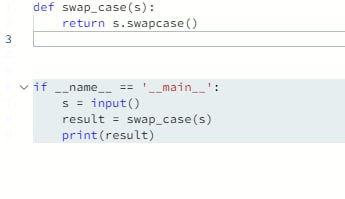 def swap_case(s):
    return s.swapcase()
3
if __name__ == '__main__':
    s = input()
    result = swap_case(s)
    print(result)